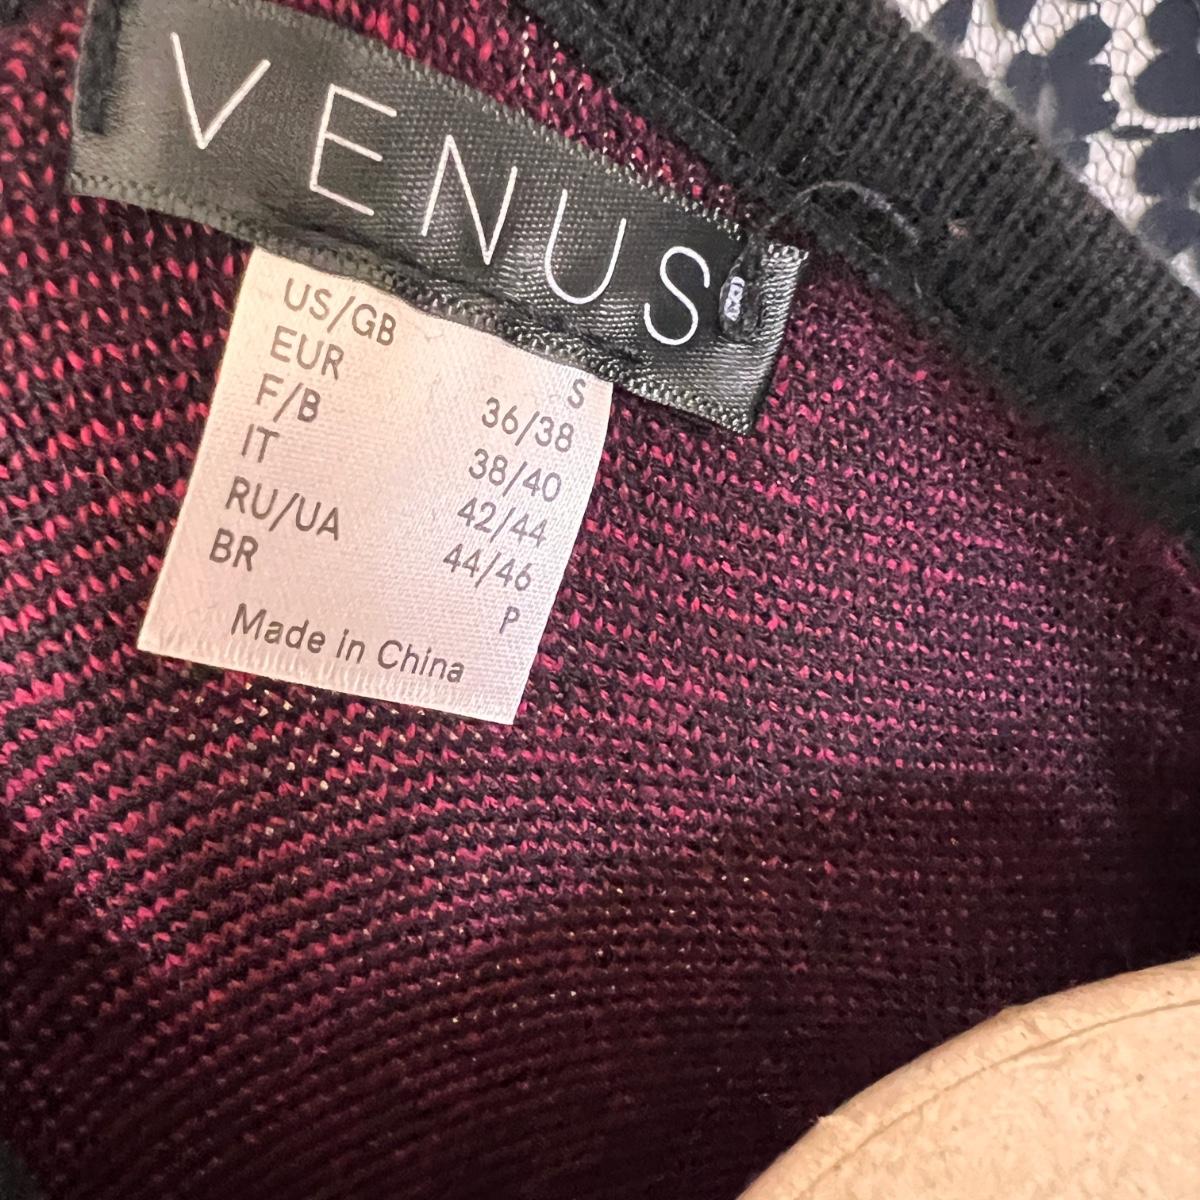 VENUS
US/GB S
EUR 36/38
F/B 38/40
IT 42/44
RU/UA 44/46
BR P
Made in China